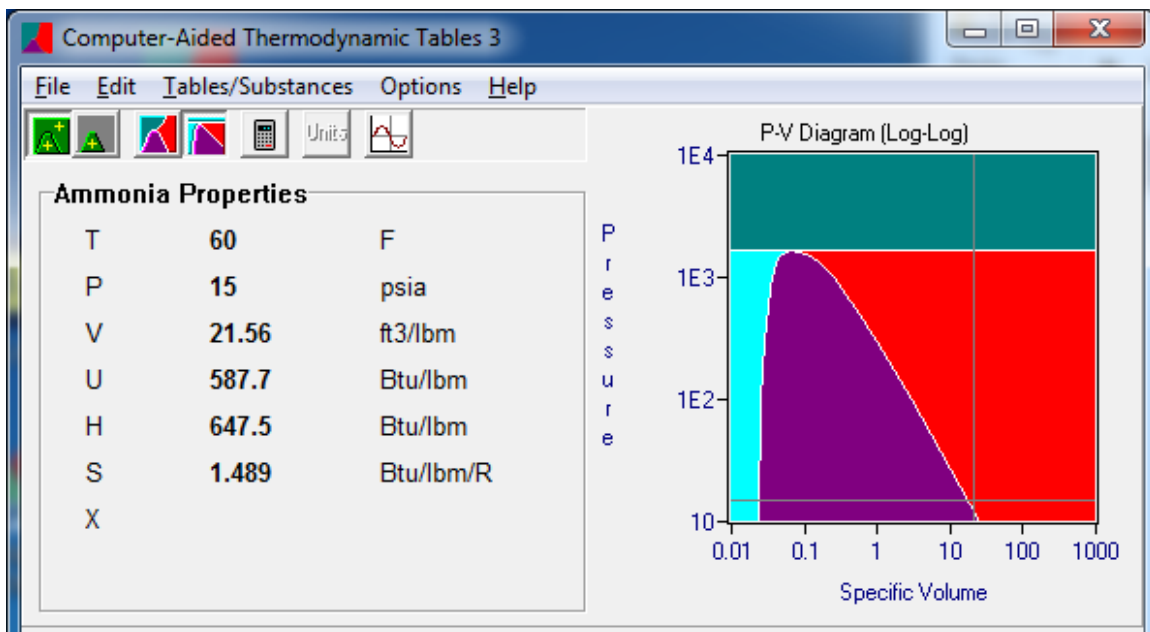 Computer-Aided Thermodynamic Tables 3
File Edit Tables/Substances Options Help
Units
Ammonia Properties
T 60 F
P 15 psia
V 21.56 ft3/lbm
U 587.7 Btu/lbm
H 647.5 Btu/lbm
S 1.489 Btu/lbm/R
X
P-V Diagram (Log-Log)
Pressure
1E4
1E3
1E2
10
0.01 0.1 1 10 100 1000
Specific Volume